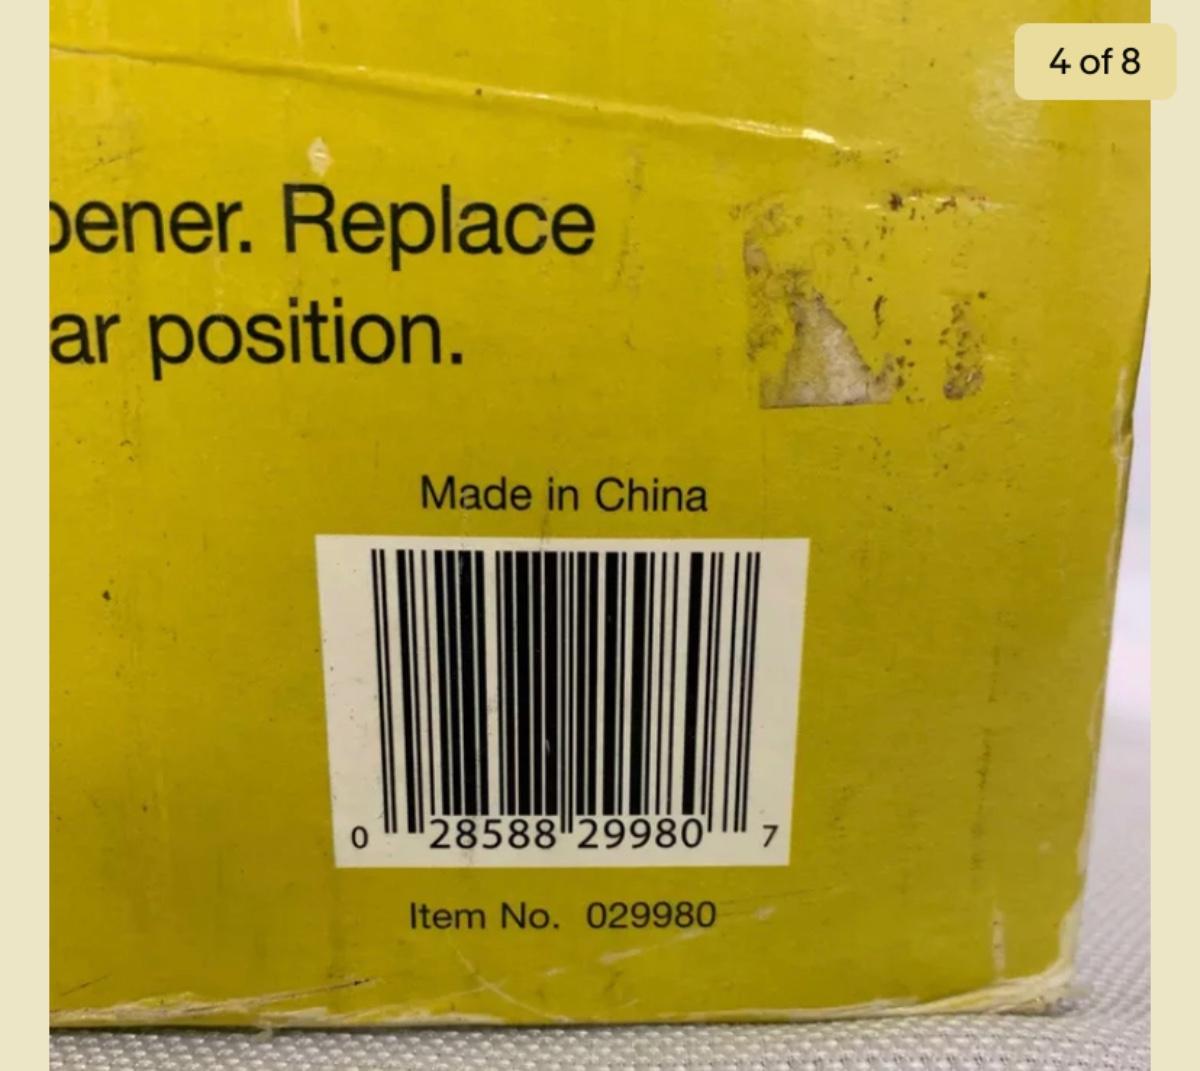 4 of 8
pener. Replace
ar position.
Made in China
0 28588 29980 7
Item No. 029980